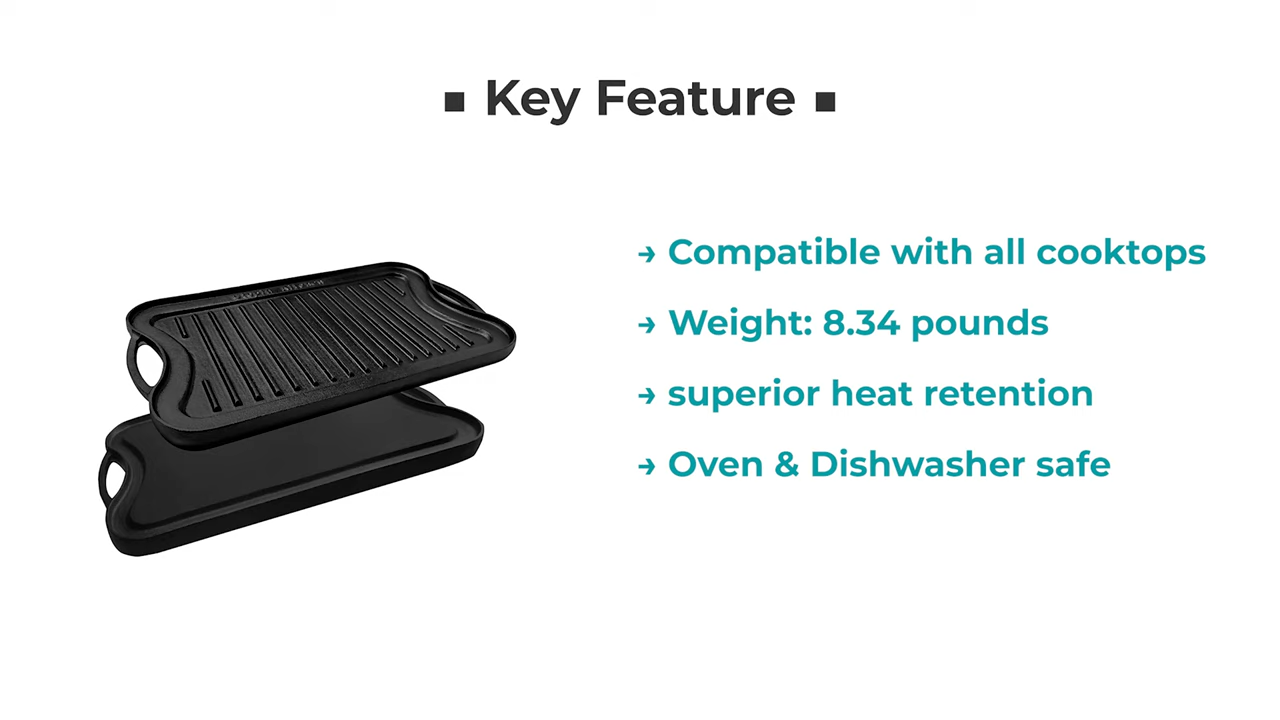 ▪ Key Feature ▪
→ Compatible with all cooktops
→ Weight: 8.34 pounds
→ superior heat retention
→ Oven & Dishwasher safe